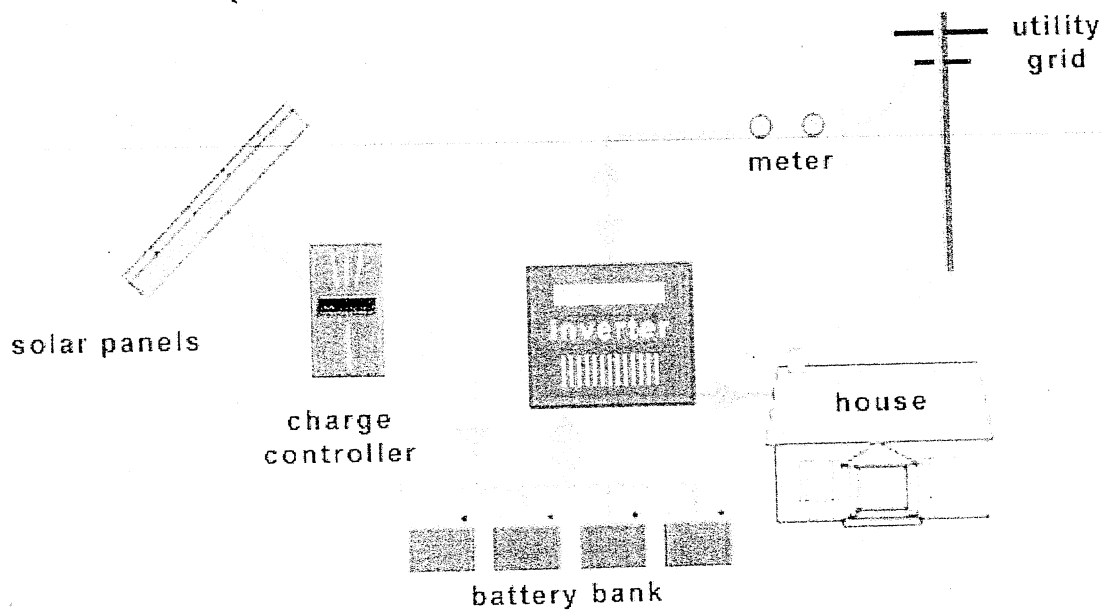 utility
grid
meter
solar panels
inverter
charge
controller
house
battery bank